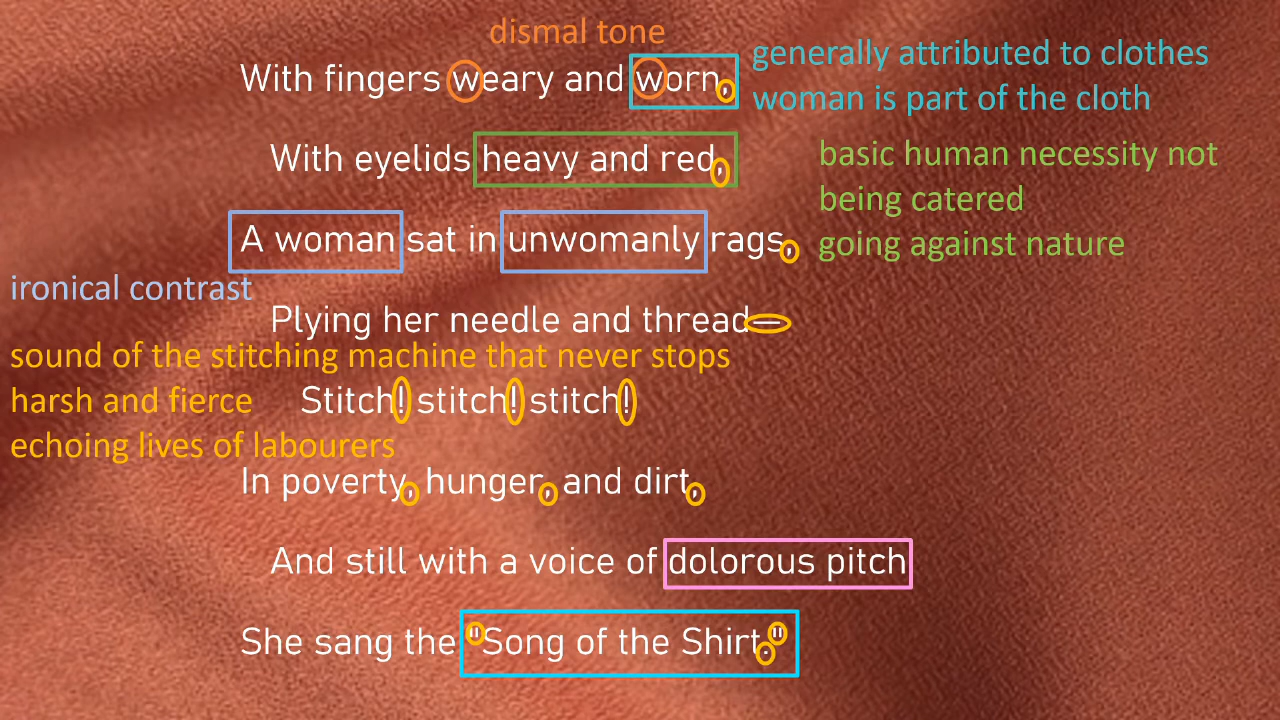 dismal tone
With fingers weary and worn,
generally attributed to clothes
woman is part of the cloth
With eyelids heavy and red,
basic human necessity not
being catered
going against nature
A woman sat in unwomanly rags,
ironical contrast
Plying her needle and thread—
sound of the stitching machine that never stops
harsh and fierce
Stitch! stitch! stitch!
echoing lives of labourers
In poverty, hunger, and dirt,
And still with a voice of dolorous pitch
She sang the "Song of the Shirt."